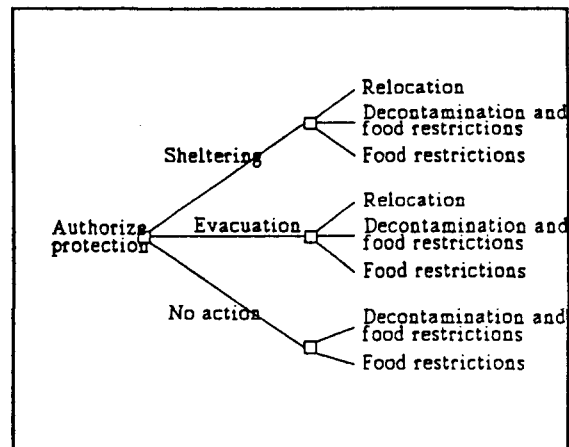 Relocation
Decontamination and
food restrictions
Sheltering
Food restrictions
Relocation
Authorize
protection
Evacuation
Decontamination and
food restrictions
Food restrictions
No action
Decontamination and
food restrictions
Food restrictions